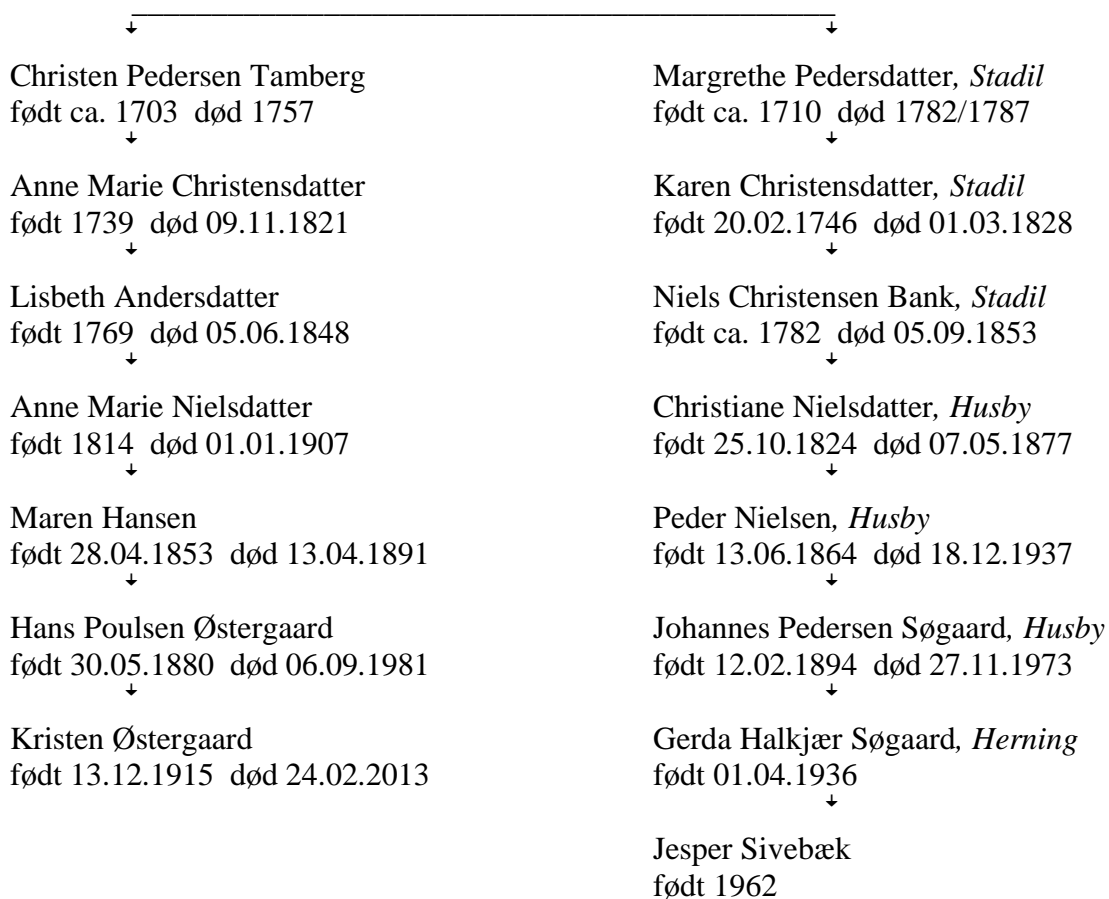 Christen Pedersen Tamberg
født ca. 1703 død 1757
Anne Marie Christensdatter
født 1739 død 09.11.1821
Lisbeth Andersdatter
født 1769 død 05.06.1848
Anne Marie Nielsdatter
født 1814 død 01.01.1907
Maren Hansen
født 28.04.1853 død 13.04.1891
Hans Poulsen Østergaard
født 30.05.1880 død 06.09.1981
Kristen Østergaard
født 13.12.1915 død 24.02.2013
Margrethe Pedersdatter, Stadil
født ca. 1710 død 1782/1787
Karen Christensdatter, Stadil
født 20.02.1746 død 01.03.1828
Niels Christensen Bank, Stadil
født ca. 1782 død 05.09.1853
Christiane Nielsdatter, Husby
født 25.10.1824 død 07.05.1877
Peder Nielsen, Husby
født 13.06.1864 død 18.12.1937
Johannes Pedersen Søgaard, Husby
født 12.02.1894 død 27.11.1973
Gerda Halkjær Søgaard, Herning
født 01.04.1936
Jesper Sivebæk
født 1962